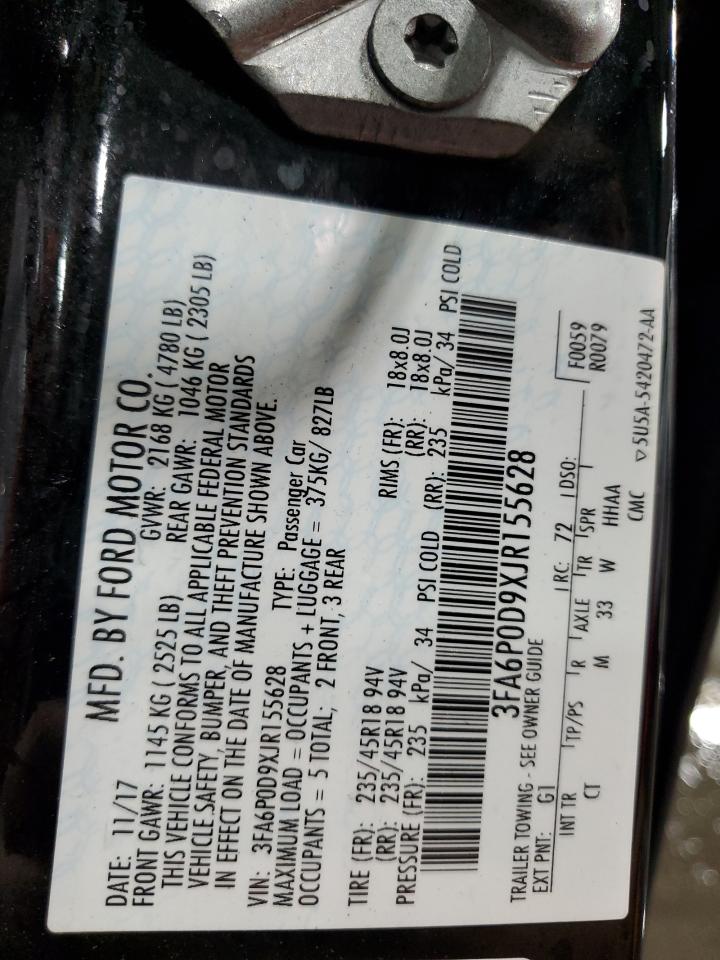 MFD. BY FORD MOTOR CO.
DATE: 11/17 GVWR: 2168 KG ( 4780 LB)
FRONT GAWR: 1145 KG ( 2525 LB) REAR GAWR: 1046 KG ( 2305 LB)
THIS VEHICLE CONFORMS TO ALL APPLICABLE FEDERAL MOTOR
VEHICLE SAFETY, BUMPER, AND THEFT PREVENTION STANDARDS
IN EFFECT ON THE DATE OF MANUFACTURE SHOWN ABOVE.
VIN: 3FA6P0D9XJR155628 TYPE: Passenger Car
MAXIMUM LOAD = OCCUPANTS + LUGGAGE = 375KG/ 827LB
OCCUPANTS = 5 TOTAL; 2 FRONT, 3 REAR
TIRE (FR): 235/45R18 94V RIMS (FR): 18x8.0J
(RR): 235/45R18 94V (RR): 18x8.0J
PRESSURE (FR): 235 kPa/ 34 PSI COLD (RR): 235 kPa/ 34 PSI COLD
3FA6P0D9XJR155628
TRAILER TOWING - SEE OWNER GUIDE
EXT PNT: G1 RC: 72 DSO: F0059
R0079
INT TR TP/PS R AXLE TR SPR
CT M 33 W HHAA
CMC ▽5U5A-5420472-AA